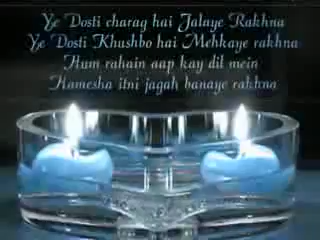 Ye Dosti charag hai Jalaye Rakhna
Ye Dosti Khushbo hai Mehkaye rakhna
Hum rahain aap kay dil mein
Hamesha itni jagah banaye rakhna